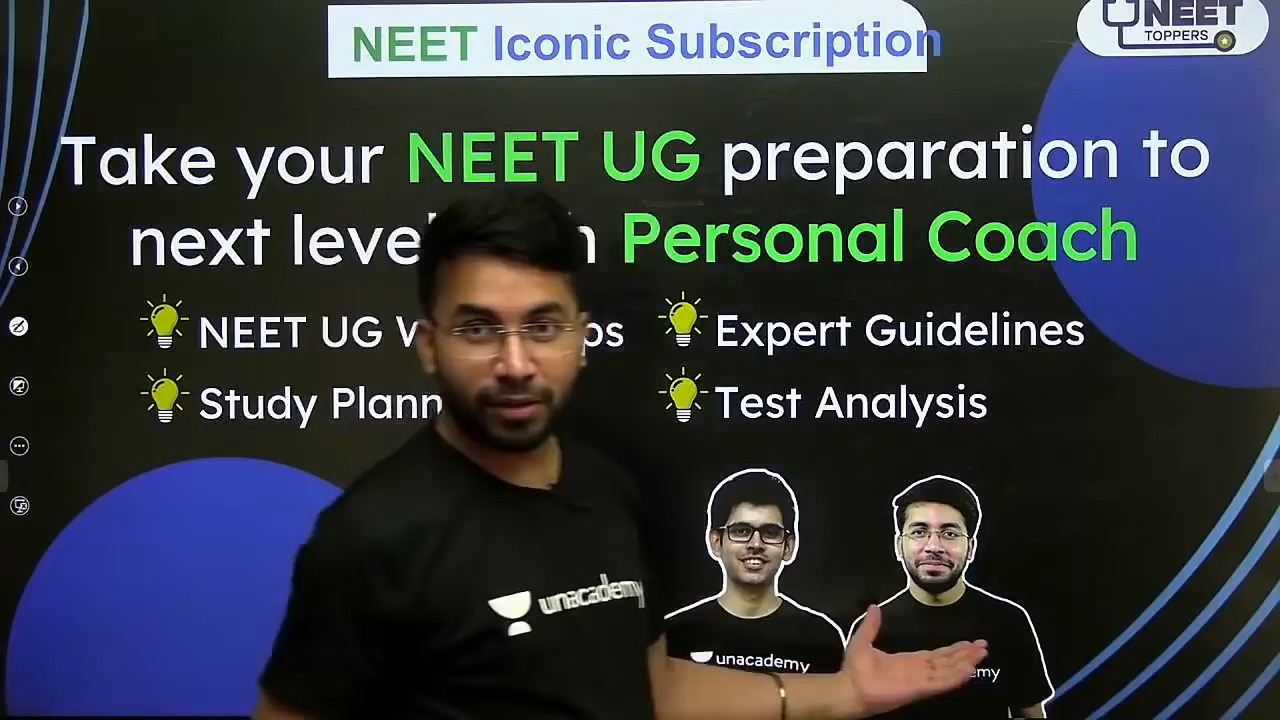 NEET Iconic Subscription
NEET
TOPPERS
Take your NEET UG preparation to
next Personal Coach
NEET UG
Expert Guidelines
Study
Test Analysis
unacademy
unacademy